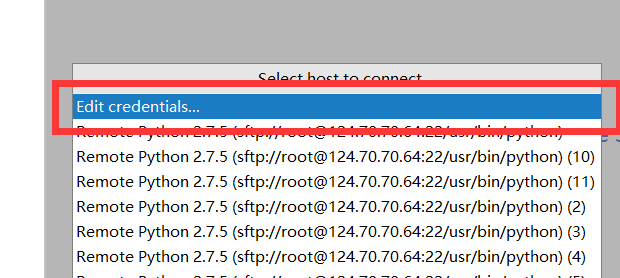 Select host to connect
Edit credentials...
Remote Python 2.7.5 (sftp://root@124.70.70.64:22/usr/bin/python)
Remote Python 2.7.5 (sftp://root@124.70.70.64:22/usr/bin/python) (10)
Remote Python 2.7.5 (sftp://root@124.70.70.64:22/usr/bin/python) (11)
Remote Python 2.7.5 (sftp://root@124.70.70.64:22/usr/bin/python) (2)
Remote Python 2.7.5 (sftp://root@124.70.70.64:22/usr/bin/python) (3)
Remote Python 2.7.5 (sftp://root@124.70.70.64:22/usr/bin/python) (4)